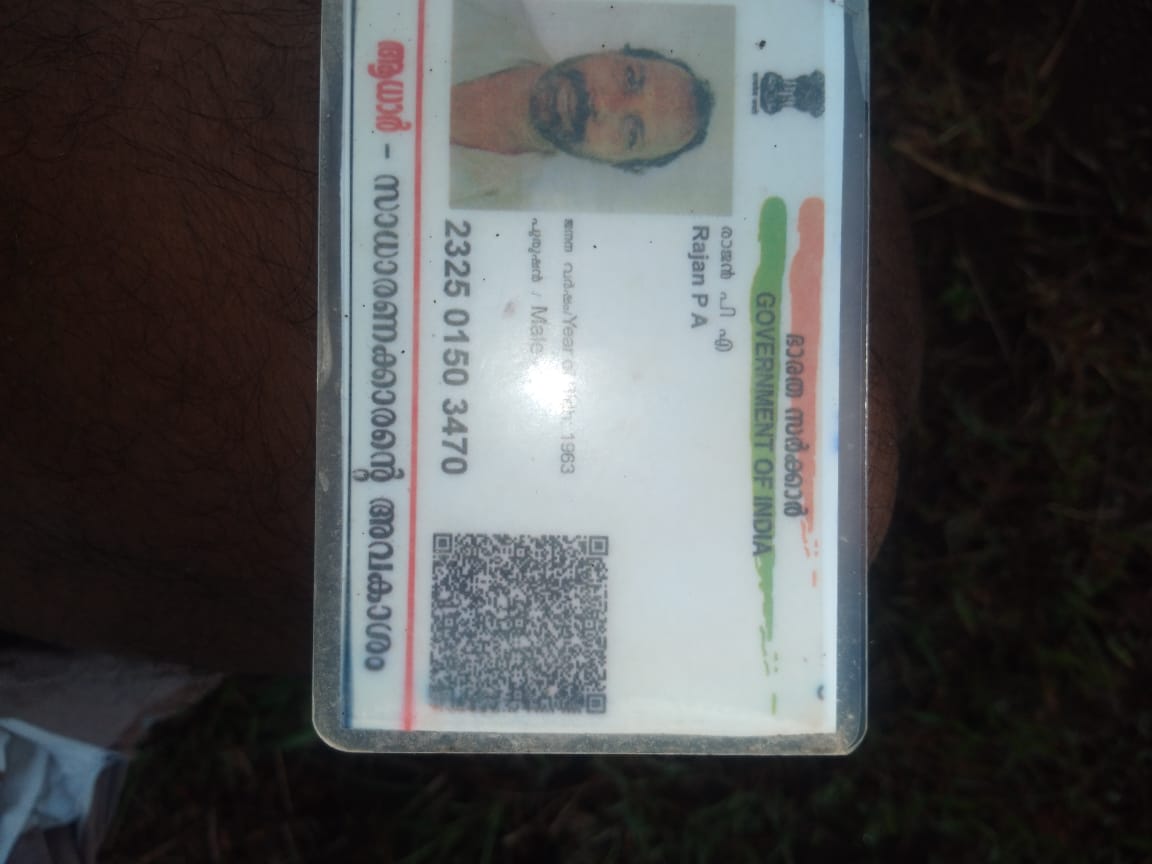 ഭാരത സർക്കാർ
GOVERNMENT OF INDIA
രാജൻ പി എ
Rajan P A
ജനന വർഷം/Year of Birth: 1963
പുരുഷൻ / Male
2325 0150 3470
ആധാർ - സാധാരണക്കാരന്റെ അവകാശം